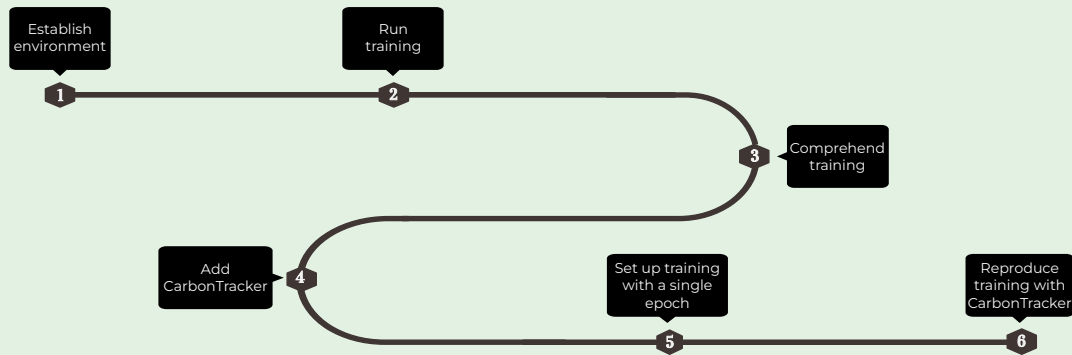 Establish
environment
1
Run
training
2
3
Comprehend
training
Add
CarbonTracker
4
Set up training
with a single
epoch
5
Reproduce
training with
CarbonTracker
6